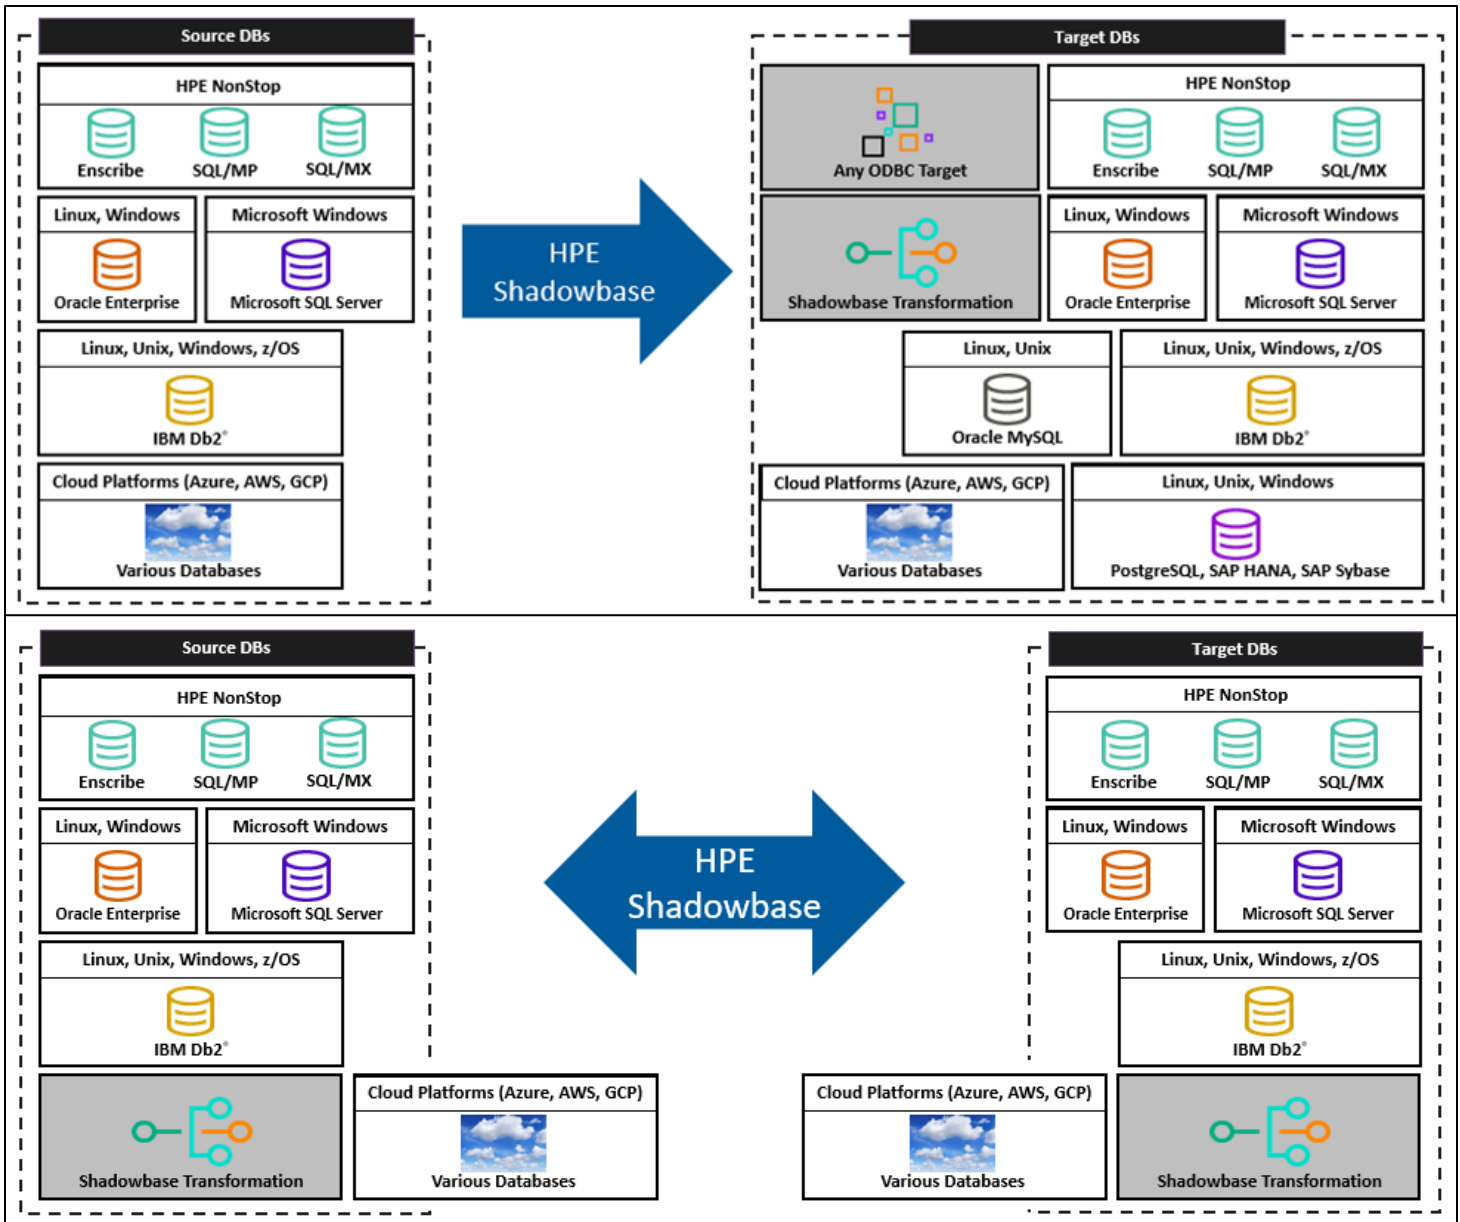 Source DBs
HPE NonStop
Enscribe
SQL/MP
SQL/MX
Linux, Windows
Oracle Enterprise
Microsoft Windows
Microsoft SQL Server
Linux, Unix, Windows, z/OS
IBM Db2®
Cloud Platforms (Azure, AWS, GCP)
Various Databases
HPE
Shadowbase
Target DBs
Any ODBC Target
HPE NonStop
Enscribe
SQL/MP
SQL/MX
Shadowbase Transformation
Linux, Windows
Oracle Enterprise
Microsoft Windows
Microsoft SQL Server
Linux, Unix
Oracle MySQL
Linux, Unix, Windows, z/OS
IBM Db2®
Cloud Platforms (Azure, AWS, GCP)
Various Databases
Linux, Unix, Windows
PostgreSQL, SAP HANA, SAP Sybase
Source DBs
HPE NonStop
Enscribe
SQL/MP
SQL/MX
Linux, Windows
Oracle Enterprise
Microsoft Windows
Microsoft SQL Server
Linux, Unix, Windows, z/OS
IBM Db2®
Shadowbase Transformation
Cloud Platforms (Azure, AWS, GCP)
Various Databases
HPE
Shadowbase
Target DBs
HPE NonStop
Enscribe
SQL/MP
SQL/MX
Linux, Windows
Oracle Enterprise
Microsoft Windows
Microsoft SQL Server
Linux, Unix, Windows, z/OS
IBM Db2®
Cloud Platforms (Azure, AWS, GCP)
Various Databases
Shadowbase Transformation